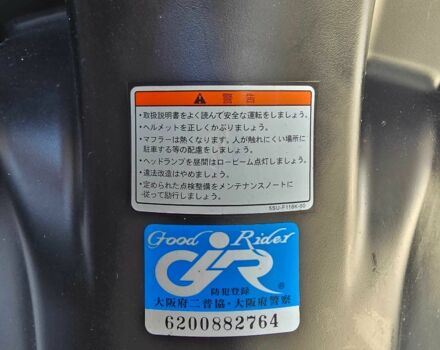 ⚠ 警告
・取扱説明書をよく読んで安全な運転をしましょう。
・ヘルメットを正しくかぶりましょう。
・マフラーは熱くなります。人が触れにくい場所に
駐車する等の配慮をしましょう。
・ヘッドランプを昼間はロービーム点灯しましょう。
・違法改造はやめましょう。
・定められた点検整備をメンテナンスノートに
従って励行しましょう。
5SU-F118K-00
Good Rider
GR
®
防犯登録
大阪府二普協・大阪府警察
6200882764